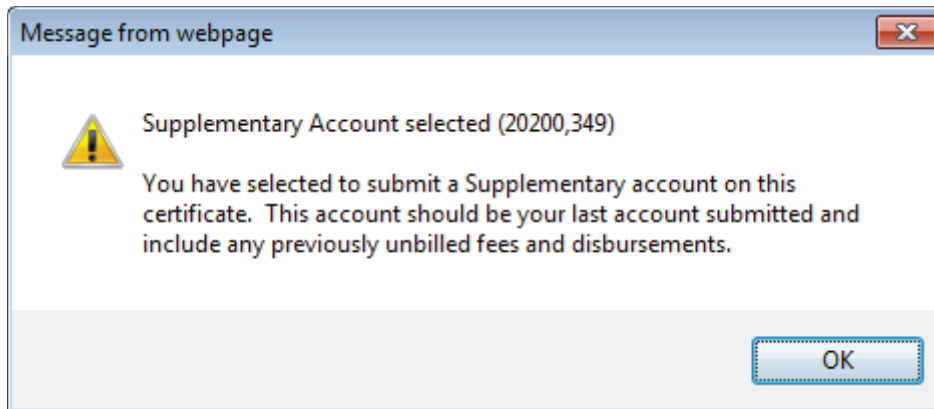 Message from webpage
Supplementary Account selected (20200,349)
You have selected to submit a Supplementary account on this
certificate.  This account should be your last account submitted and
include any previously unbilled fees and disbursements.
OK